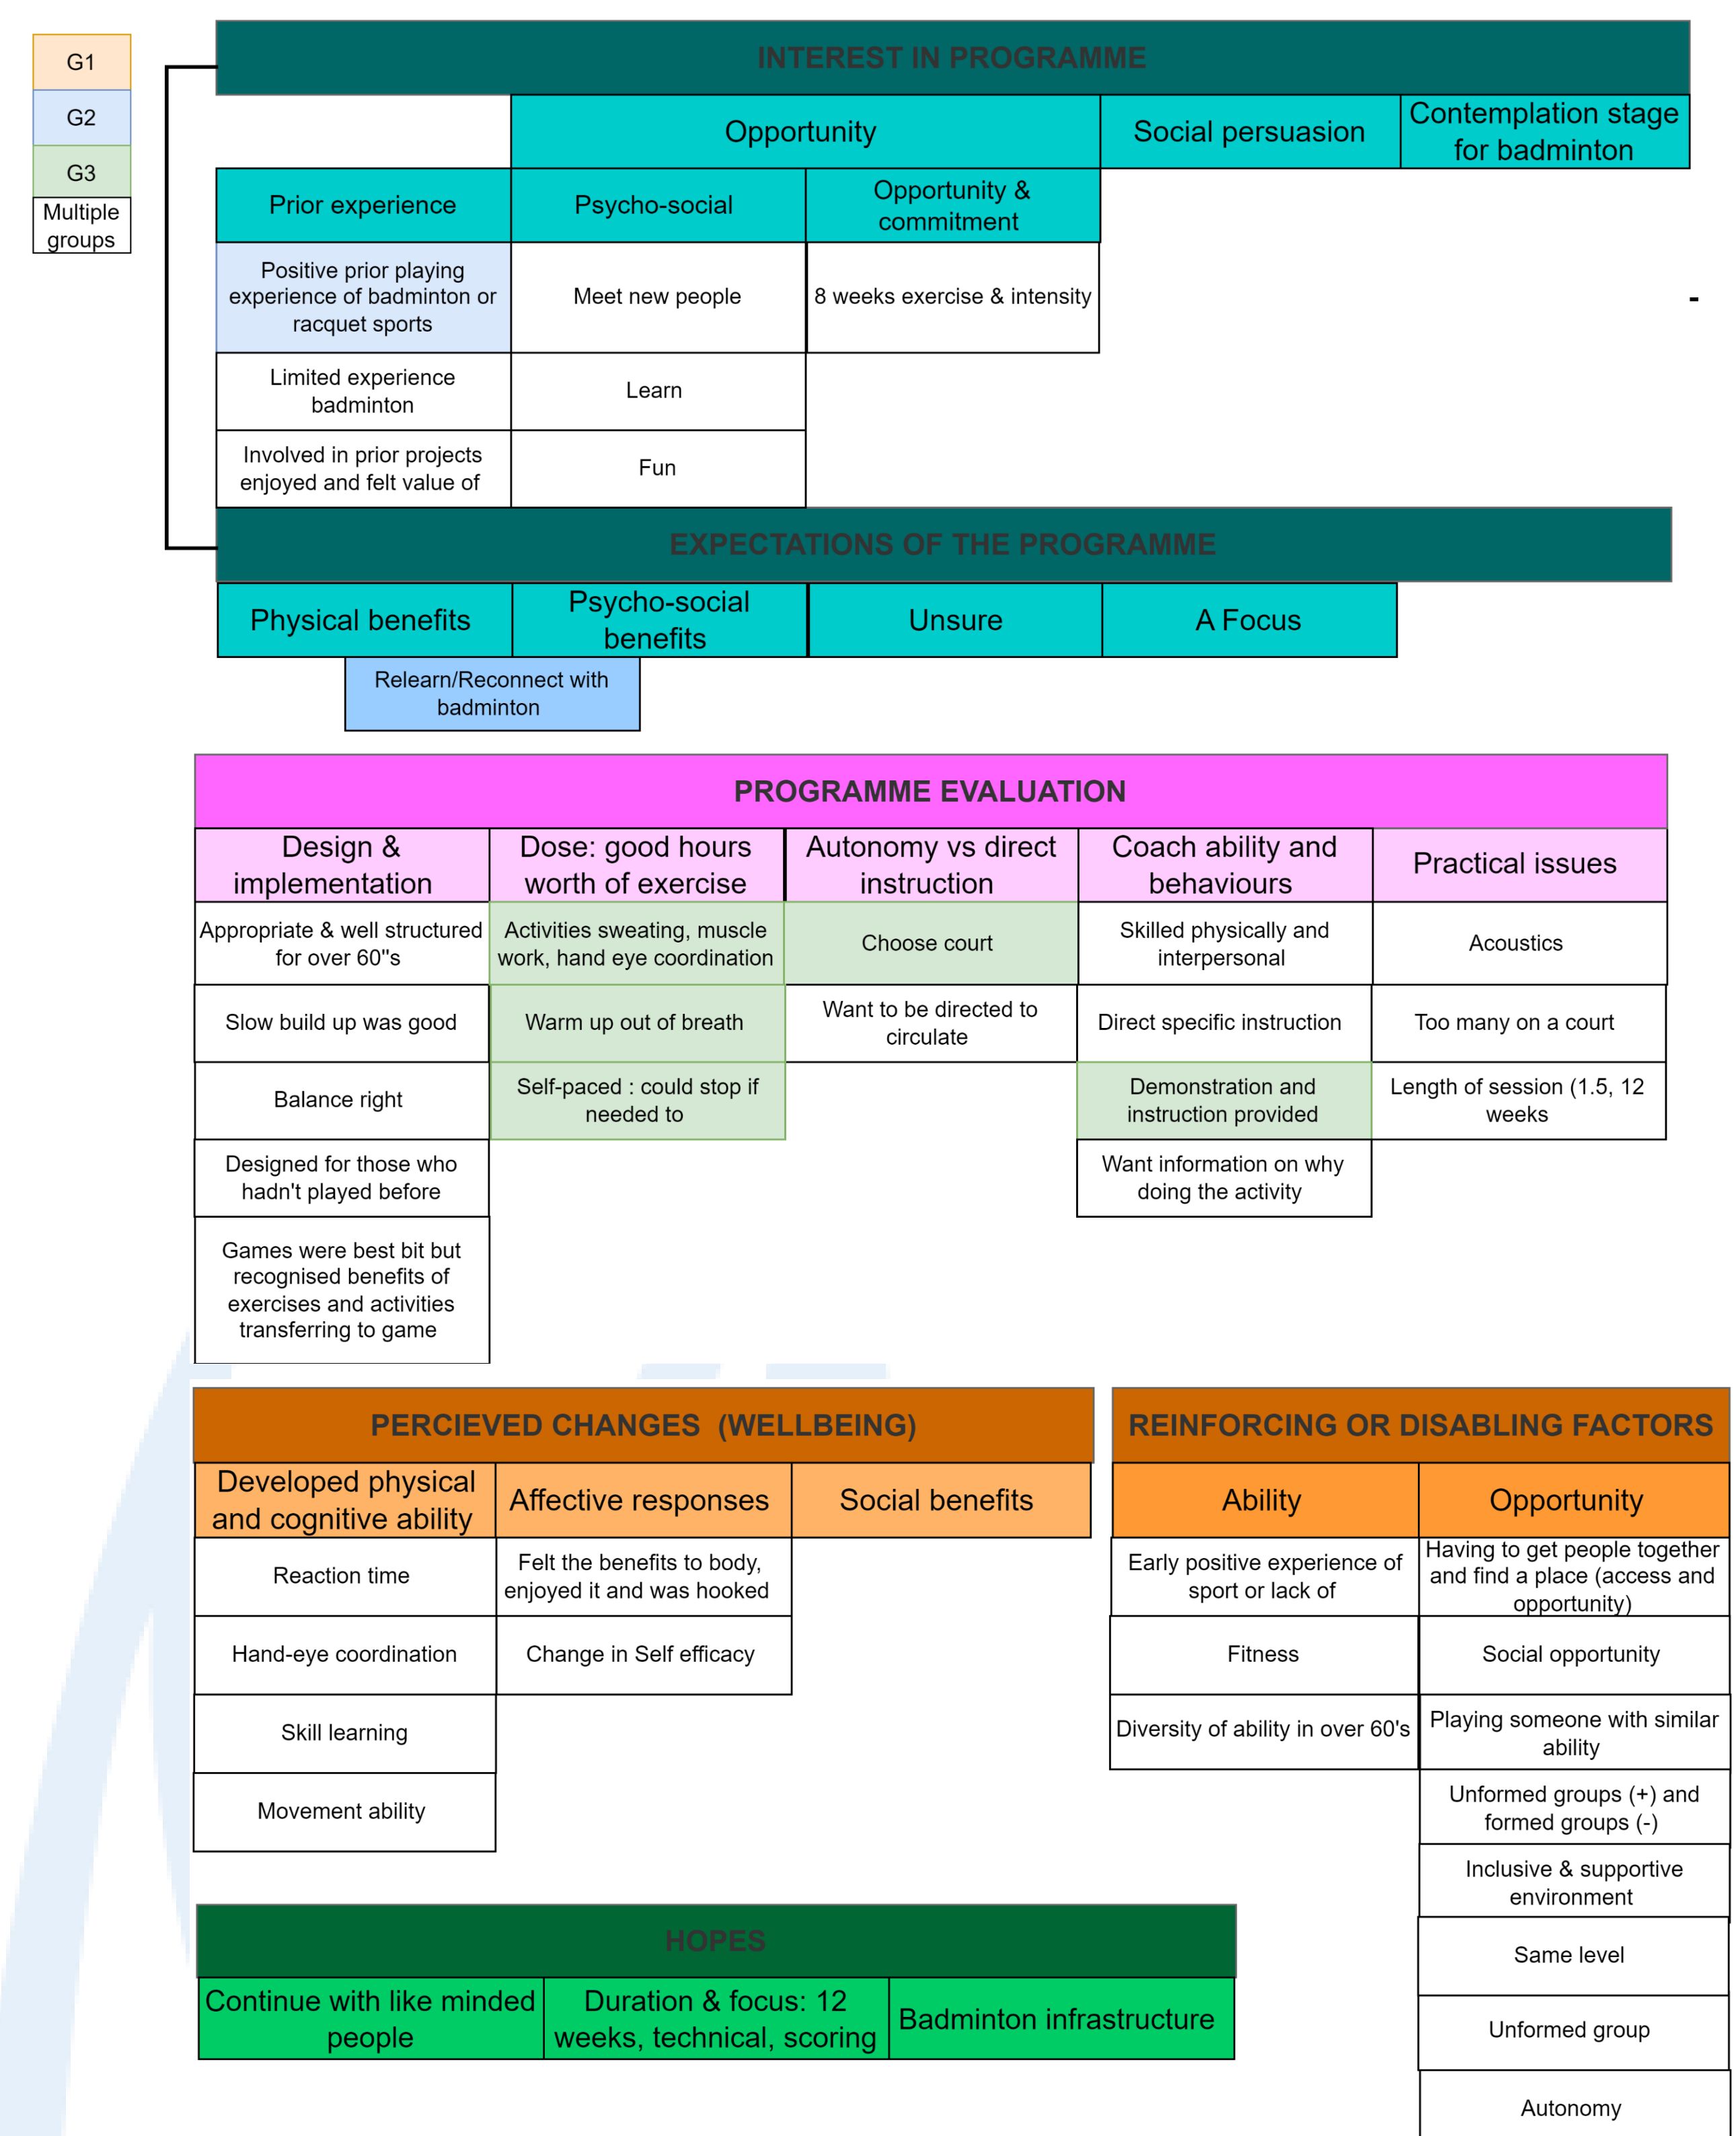 G1
G2
G3
Multiple
groups
INTEREST IN PROGRAMME
Opportunity
Social persuasion
Contemplation stage
for badminton
Prior experience
Psycho-social
Opportunity &
commitment
Positive prior playing
experience of badminton or
racquet sports
Meet new people
8 weeks exercise & intensity
-
Limited experience
badminton
Learn
Involved in prior projects
enjoyed and felt value of
Fun
EXPECTATIONS OF THE PROGRAMME
Physical benefits
Psycho-social
benefits
Unsure
A Focus
Relearn/Reconnect with
badminton
PROGRAMME EVALUATION
Design &
implementation
Dose: good hours
worth of exercise
Autonomy vs direct
instruction
Coach ability and
behaviours
Practical issues
Appropriate & well structured
for over 60"s
Activities sweating, muscle
work, hand eye coordination
Choose court
Skilled physically and
interpersonal
Acoustics
Slow build up was good
Warm up out of breath
Want to be directed to
circulate
Direct specific instruction
Too many on a court
Balance right
Self-paced : could stop if
needed to
Demonstration and
instruction provided
Length of session (1.5, 12
weeks
Designed for those who
hadn't played before
Want information on why
doing the activity
Games were best bit but
recognised benefits of
exercises and activities
transferring to game
PERCIEVED CHANGES (WELLBEING)
Developed physical
and cognitive ability
Affective responses
Social benefits
Reaction time
Felt the benefits to body,
enjoyed it and was hooked
Hand-eye coordination
Change in Self efficacy
Skill learning
Movement ability
REINFORCING OR DISABLING FACTORS
Ability
Opportunity
Early positive experience of
sport or lack of
Having to get people together
and find a place (access and
opportunity)
Fitness
Social opportunity
Diversity of ability in over 60's
Playing someone with similar
ability
Unformed groups (+) and
formed groups (-)
Inclusive & supportive
environment
Same level
Unformed group
Autonomy
HOPES
Continue with like minded
people
Duration & focus: 12
weeks, technical, scoring
Badminton infrastructure